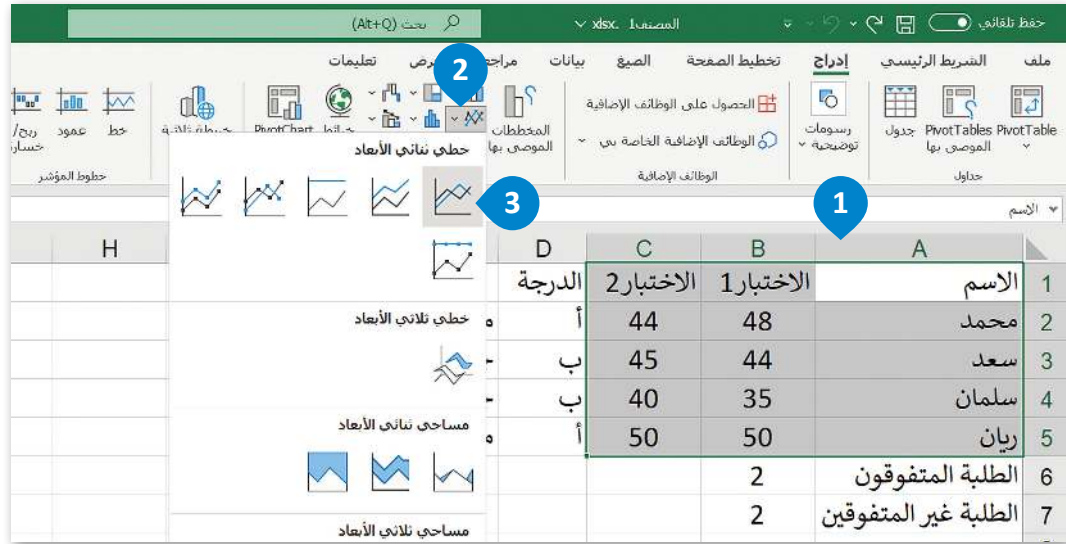 حفظ تلقائي المصنف1 .xlsx بحث (Alt+Q)
ملف الشريط الرئيسي إدراج تخطيط الصفحة الصيغ بيانات تعليمات
2
PivotTable PivotTables الموصى بها جدول
رسومات توضيحية
الحصول على الوظائف الإضافية
الوظائف الإضافية الخاصة بي
المخططات الموصى بها
PivotChart
خط عمود ربح/خسارة
جداول الوظائف الإضافية خطوط المؤشر
خطي ثنائي الأبعاد
1
3
الاسم
A B C D H
1 الاسم الاختبار1 الاختبار2 الدرجة
2 محمد 48 44 أ
خطي ثلاثي الأبعاد
3 سعد 44 45 ب
4 سلمان 35 40 ب
مساحي ثنائي الأبعاد
5 ريان 50 50 أ
6 الطلبة المتفوقون 2
7 الطلبة غير المتفوقين 2
مساحي ثلاثي الأبعاد